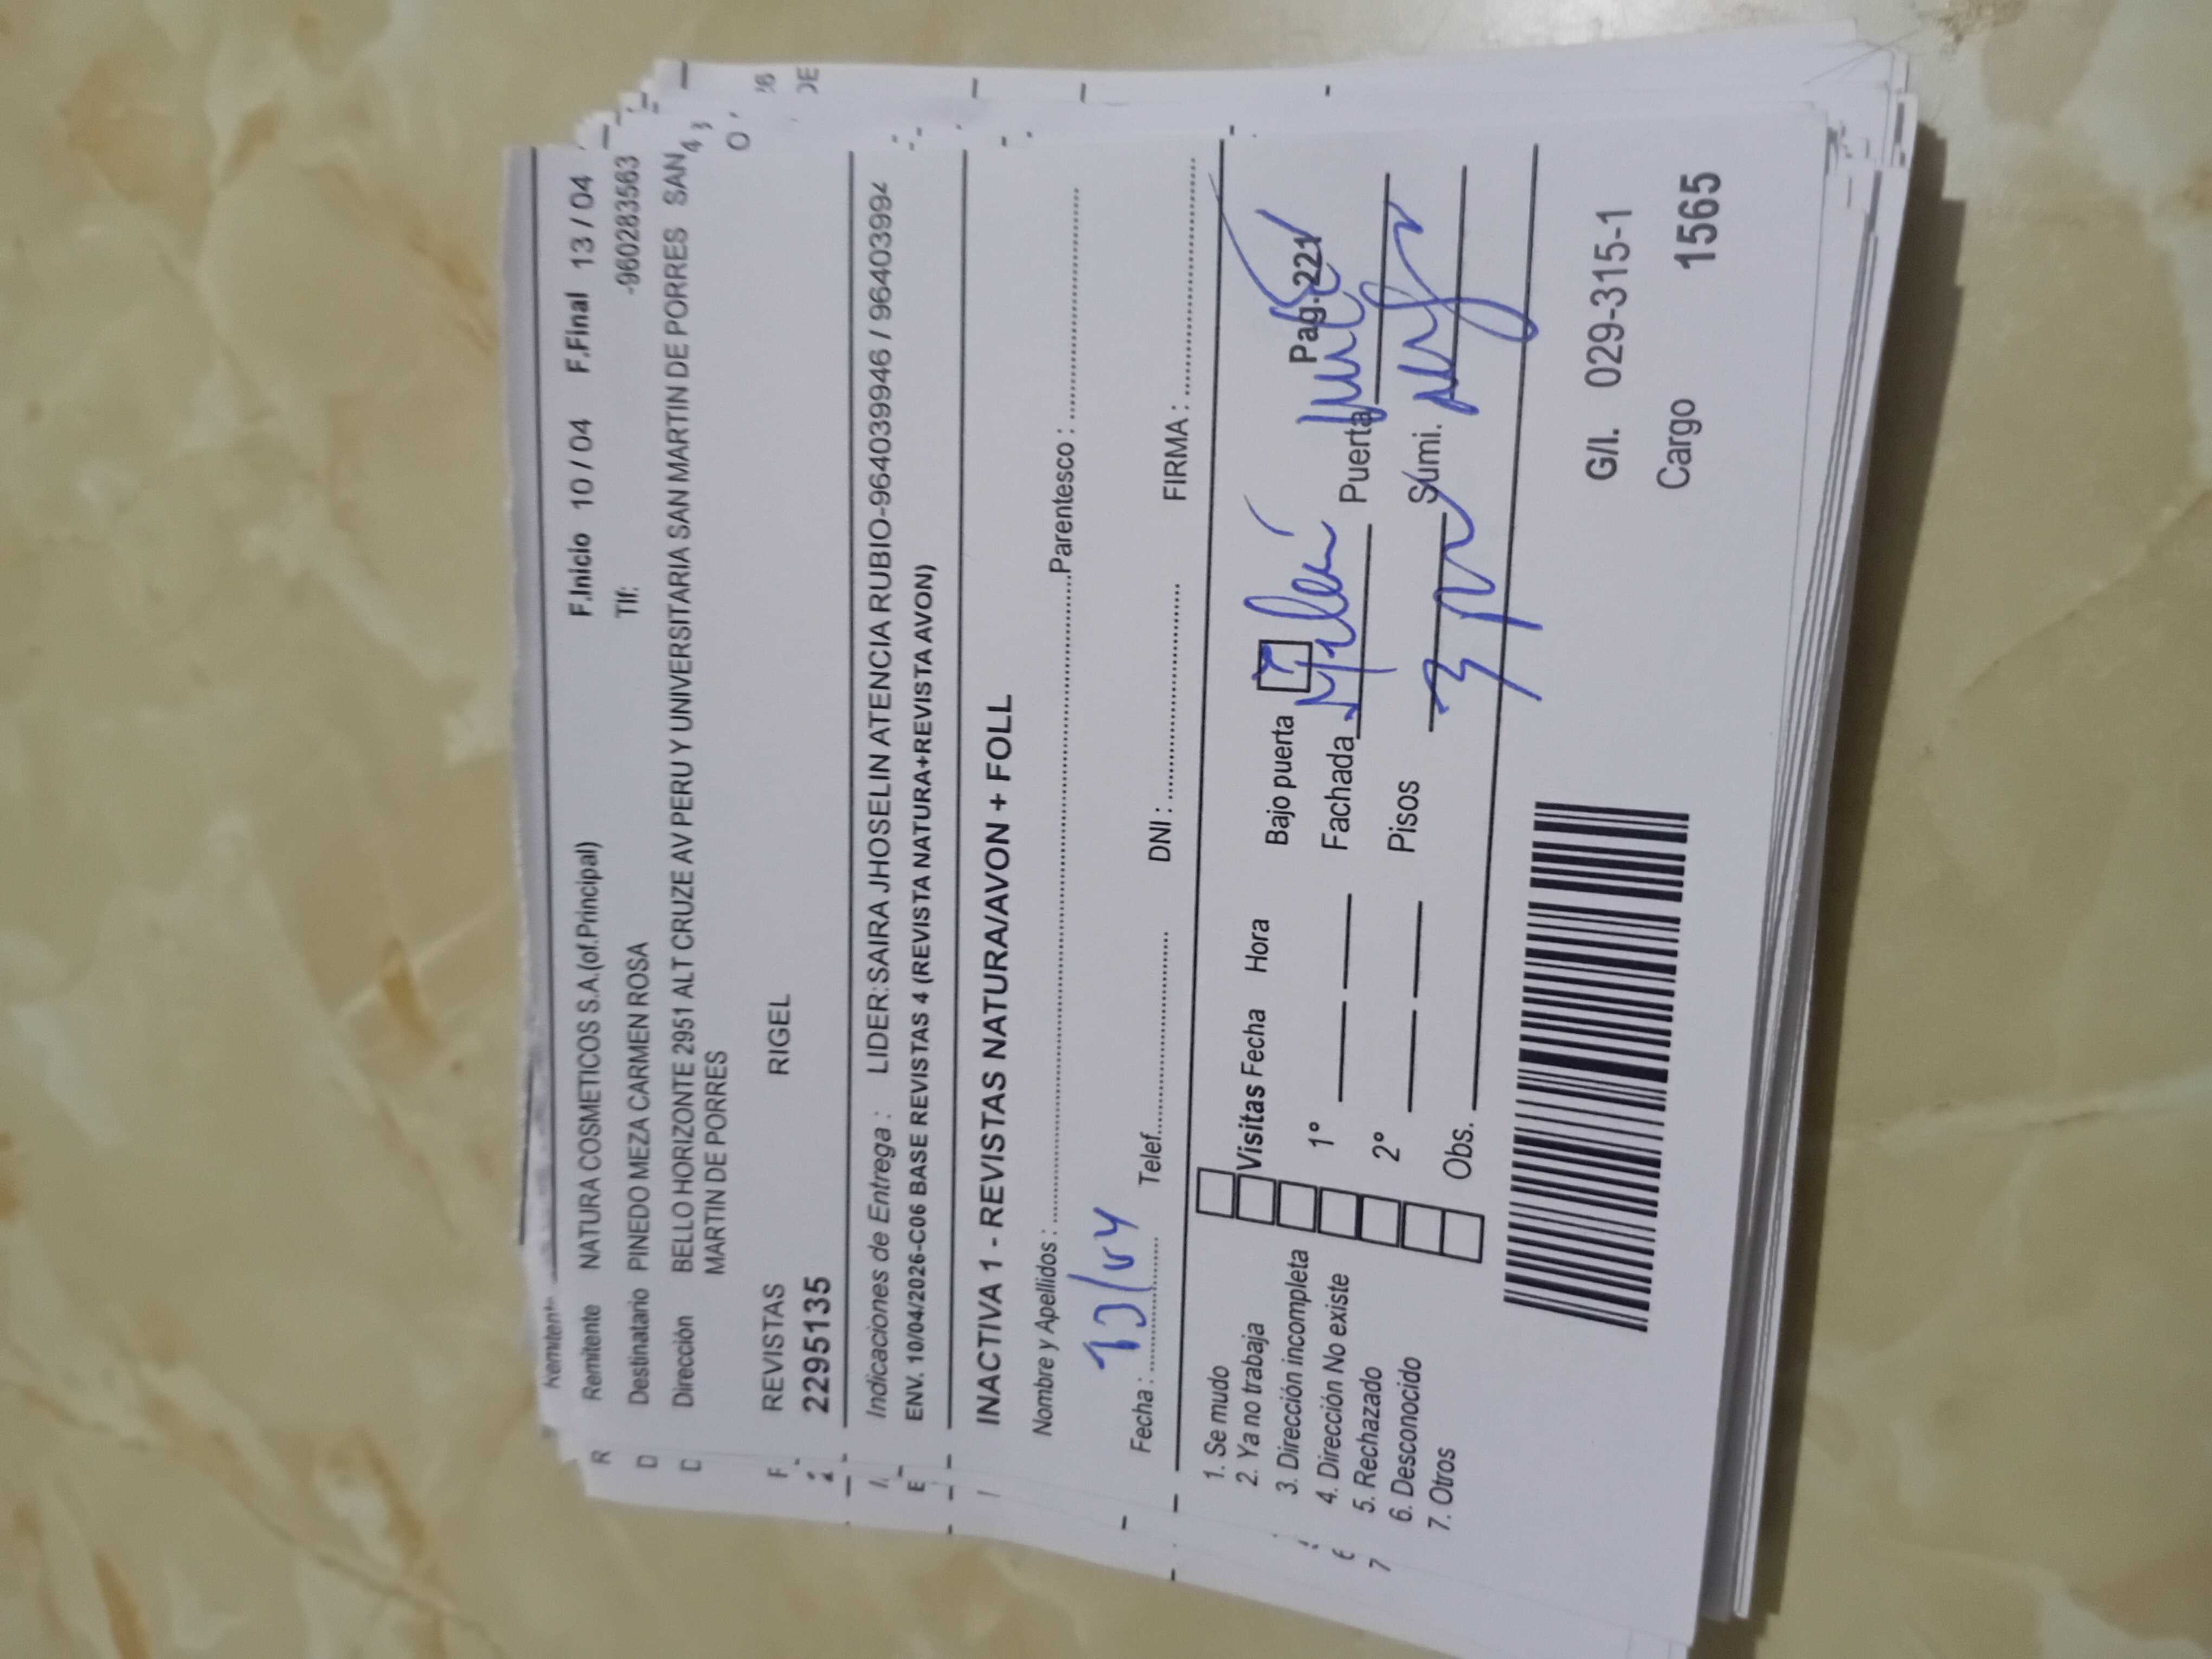 Remitente NATURA COSMETICOS S.A.(of.Principal) F.Inicio 10 / 04 F.Final 13 / 04
Destinatario PINEDO MEZA CARMEN ROSA Tlf: -960283563
Dirección BELLO HORIZONTE 2951 ALT CRUZE AV PERU Y UNIVERSITARIA SAN MARTIN DE PORRES SAN
MARTIN DE PORRES
REVISTAS RIGEL
2295135
Indicaciones de Entrega : LIDER:SAIRA JHOSELIN ATENCIA RUBIO-964039946 / 96403994
ENV. 10/04/2026-C06 BASE REVISTAS 4 (REVISTA NATURA+REVISTA AVON)
INACTIVA 1 - REVISTAS NATURA/AVON + FOLL
Nombre y Apellidos : Parentesco :
Fecha : Telef. DNI : FIRMA :
1. Se mudo
2. Ya no trabaja
3. Dirección incompleta
4. Dirección No existe
5. Rechazado
6. Desconocido
7. Otros
Visitas Fecha Hora Bajo puerta Pag-221
1° Fachada Puerta
2° Pisos 3 Sumi.
Obs.
G/I. 029-315-1
Cargo 1565